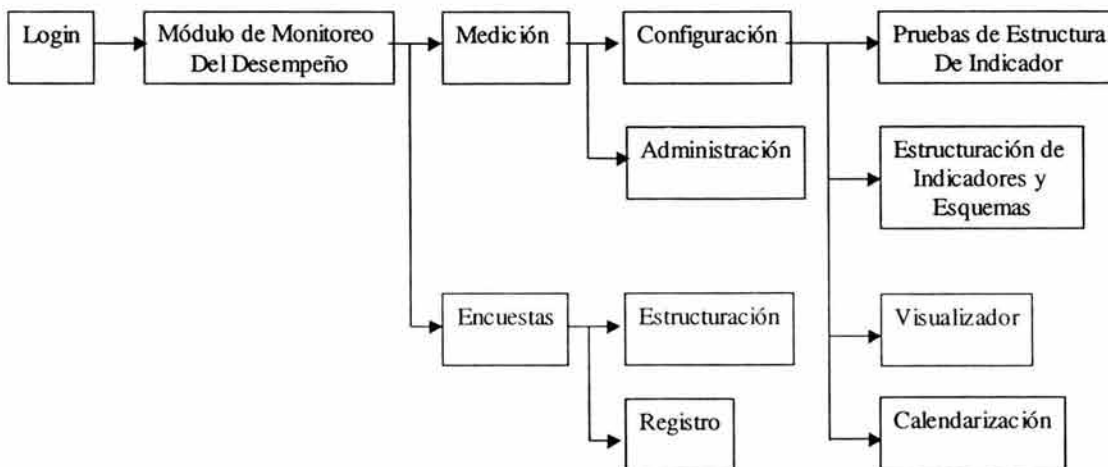 Login
Módulo de Monitoreo
Del Desempeño
Medición
Configuración
Pruebas de Estructura
De Indicador
Administración
Estructuración de
Indicadores y
Esquemas
Encuestas
Estructuración
Visualizador
Registro
Calendarización